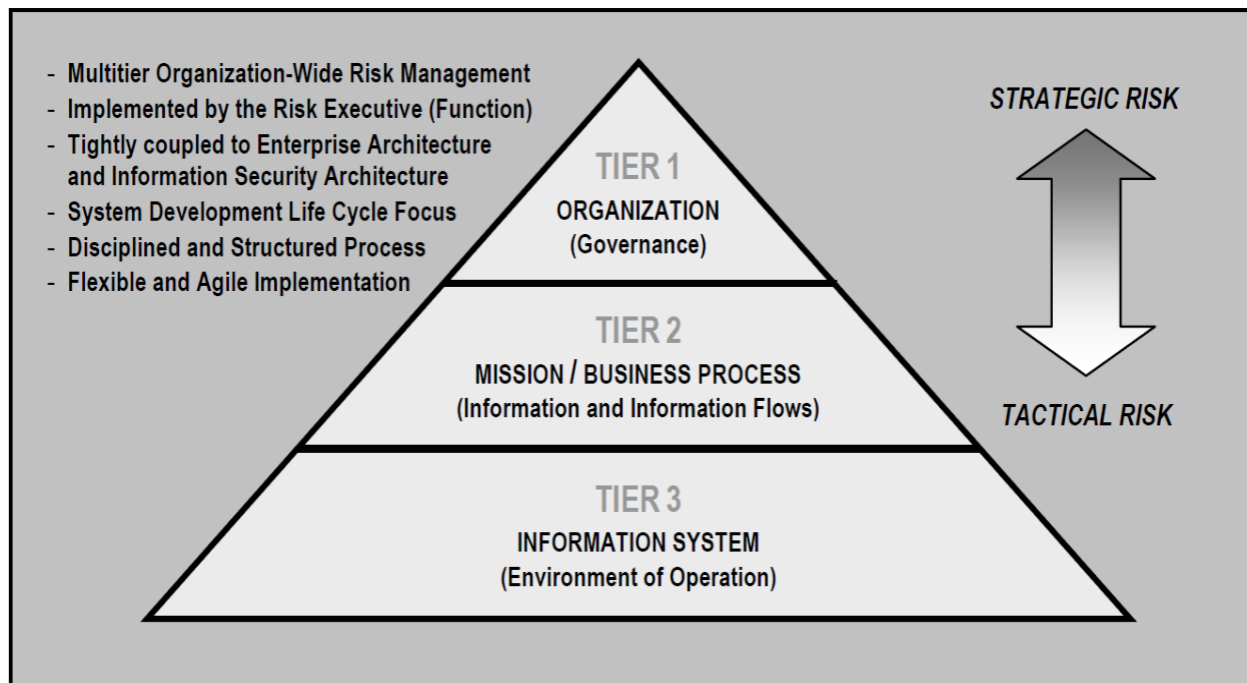 - Multitier Organization-Wide Risk Management
- Implemented by the Risk Executive (Function)
- Tightly coupled to Enterprise Architecture
and Information Security Architecture
- System Development Life Cycle Focus
- Disciplined and Structured Process
- Flexible and Agile Implementation
TIER 1
ORGANIZATION
(Governance)
TIER 2
MISSION / BUSINESS PROCESS
(Information and Information Flows)
TIER 3
INFORMATION SYSTEM
(Environment of Operation)
STRATEGIC RISK
TACTICAL RISK